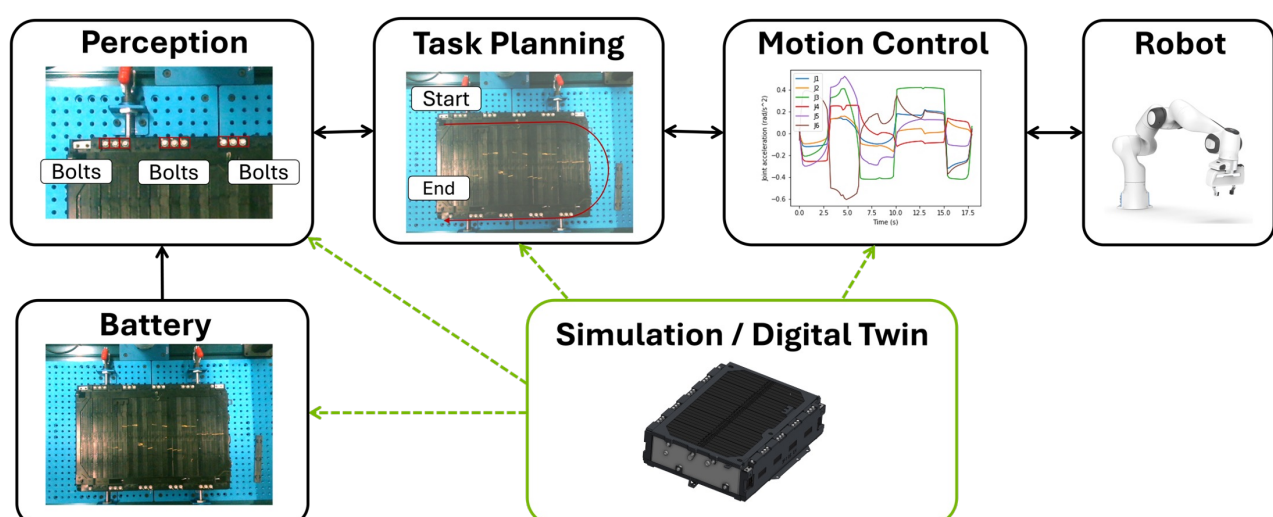 Perception
Bolts
Bolts
Bolts
Task Planning
Start
End
Motion Control
J1
J2
J3
J4
J5
J6
Joint acceleration (rad/s^2)
0.4
0.2
0.0
-0.2
-0.4
-0.6
0.0
2.5
5.0
7.5
10.0
12.5
15.0
17.5
Time (s)
Robot
Battery
Simulation / Digital Twin